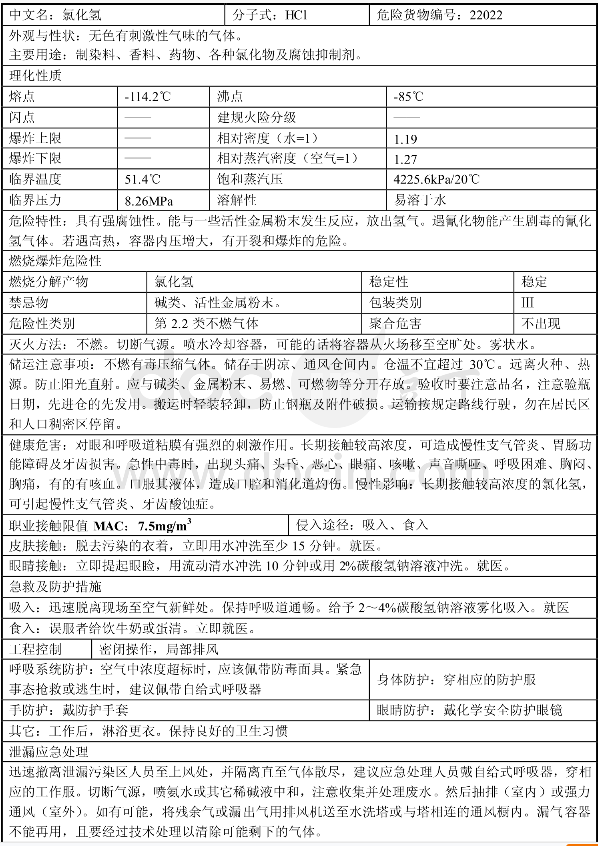 中文名：氯化氢 分子式：HCl 危险货物编号：22022
外观与性状：无色有刺激性气味的气体。
主要用途：制染料、香料、药物、各种氯化物及腐蚀抑制剂。
理化性质
熔点 -114.2℃ 沸点 -85℃
闪点 —— 建规火险分级 ——
爆炸上限 —— 相对密度（水=1） 1.19
爆炸下限 —— 相对蒸汽密度（空气=1） 1.27
临界温度 51.4℃ 饱和蒸汽压 4225.6kPa/20℃
临界压力 8.26MPa 溶解性 易溶于水
危险特性：具有强腐蚀性。能与一些活性金属粉末发生反应，放出氢气。遇氰化物能产生剧毒的氰化
氢气体。若遇高热，容器内压增大，有开裂和爆炸的危险。
燃烧爆炸危险性
燃烧分解产物 氯化氢 稳定性 稳定
禁忌物 碱类、活性金属粉末。 包装类别 Ⅲ
危险性类别 第 2.2 类不燃气体 聚合危害 不出现
灭火方法：不燃。切断气源。喷水冷却容器，可能的话将容器从火场移至空旷处。雾状水。
储运注意事项：不燃有毒压缩气体。储存于阴凉、通风仓间内。仓温不宜超过 30℃。远离火种、热
源。防止阳光直射。应与碱类、金属粉末、易燃、可燃物等分开存放。验收时要注意品名，注意验瓶
日期，先进仓的先发用。搬运时轻装轻卸，防止钢瓶及附件破损。运输按规定路线行驶，勿在居民区
和人口稠密区停留。
健康危害：对眼和呼吸道粘膜有强烈的刺激作用。长期接触较高浓度，可造成慢性支气管炎、胃肠功
能障碍及牙齿损害。急性中毒时，出现头痛、头昏、恶心、眼痛、咳嗽、声音嘶哑、呼吸困难、胸闷、
胸痛，有的有咳血。口服其液体，造成口腔和消化道灼伤。慢性影响：长期接触较高浓度的氯化氢，
可引起慢性支气管炎、牙齿酸蚀症。
职业接触限值 MAC：7.5mg/m³ 侵入途径：吸入、食入
皮肤接触：脱去污染的衣着，立即用水冲洗至少 15 分钟。就医。
眼睛接触：立即提起眼睑，用流动清水冲洗 10 分钟或用 2%碳酸氢钠溶液冲洗。就医。
急救及防护措施
吸入：迅速脱离现场至空气新鲜处。保持呼吸道通畅。给予 2～4%碳酸氢钠溶液雾化吸入。就医
食入：误服者给饮牛奶或蛋清。立即就医。
工程控制 密闭操作，局部排风
呼吸系统防护：空气中浓度超标时，应该佩带防毒面具。紧急
事态抢救或逃生时，建议佩带自给式呼吸器 身体防护：穿相应的防护服
手防护：戴防护手套 眼睛防护：戴化学安全防护眼镜
其它：工作后，淋浴更衣。保持良好的卫生习惯
泄漏应急处理
迅速撤离泄漏污染区人员至上风处，并隔离直至气体散尽，建议应急处理人员戴自给式呼吸器，穿相
应的工作服。切断气源，喷氨水或其它稀碱液中和，注意收集并处理废水。然后抽排（室内）或强力
通风（室外）。如有可能，将残余气或漏出气用排风机送至水洗塔或与塔相连的通风橱内。漏气容器
不能再用，且要经过技术处理以清除可能剩下的气体。